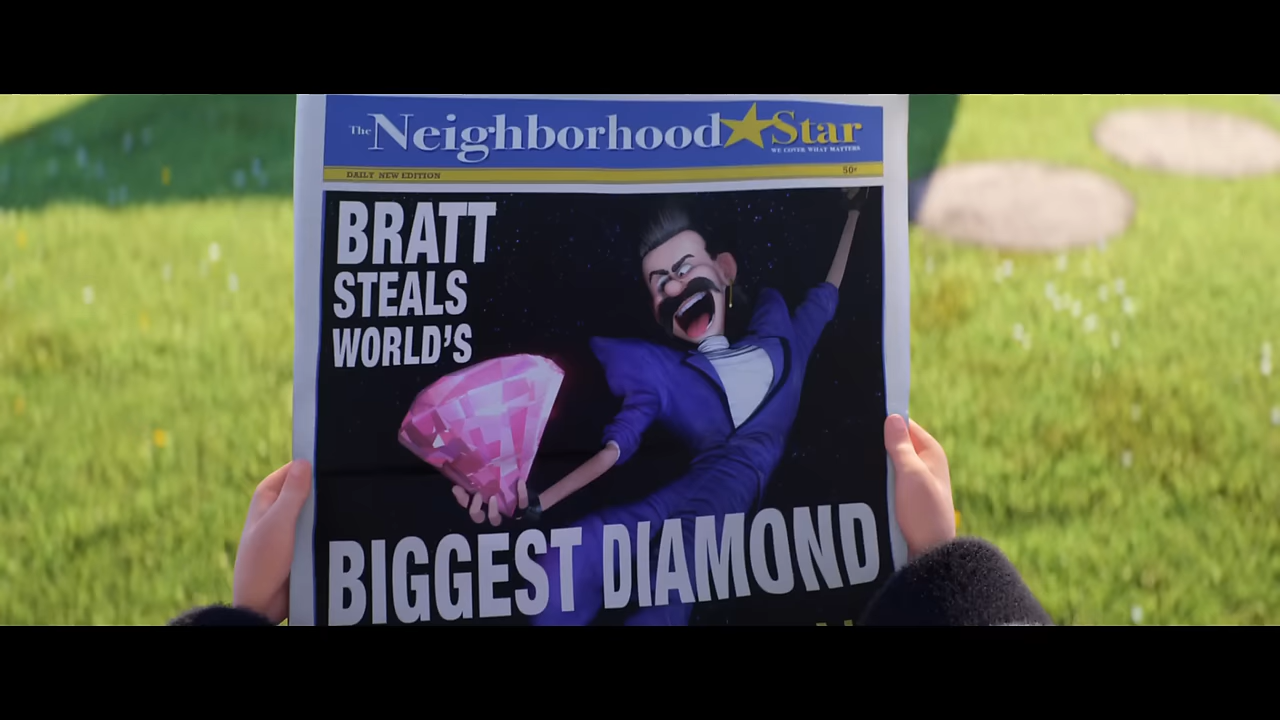 The Neighborhood Star
WE COVER WHAT MATTERS
DAILY NEW EDITION 50¢
BRATT
STEALS
WORLD'S
BIGGEST DIAMOND